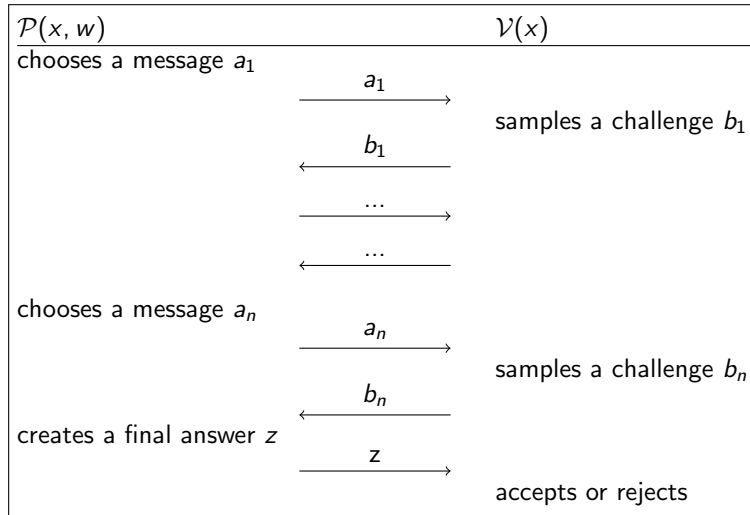 𝒫(x, w) 𝒱(x)
chooses a message a₁
a₁
samples a challenge b₁
b₁
...
...
chooses a message aₙ
aₙ
samples a challenge bₙ
bₙ
creates a final answer z
z
accepts or rejects